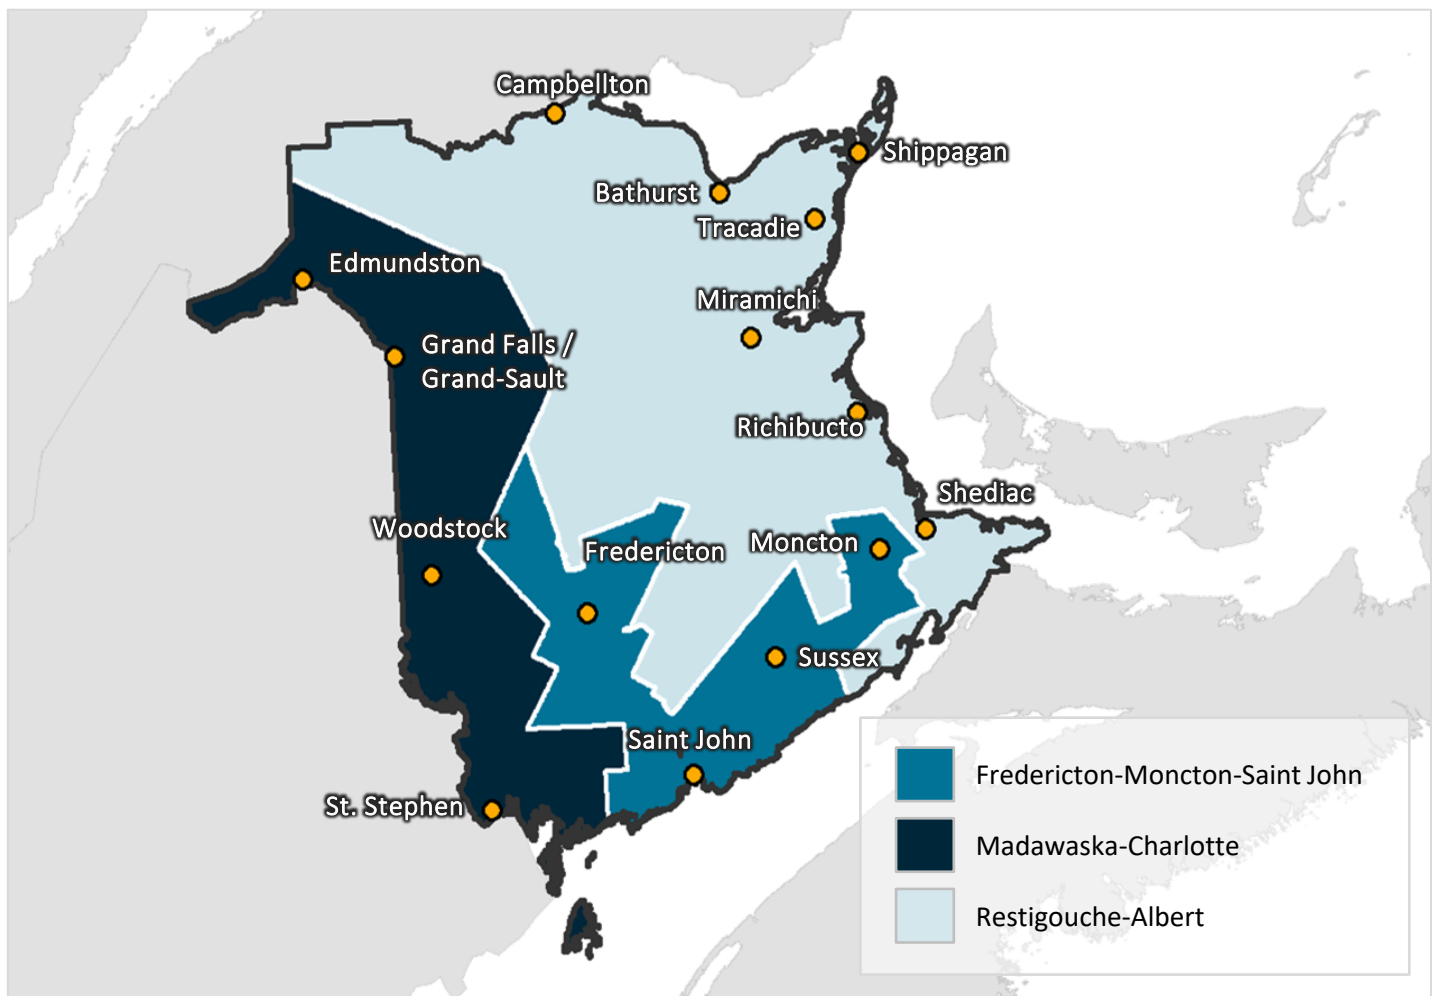 Campbellton
Shippagan
Bathurst
Tracadie
Edmundston
Miramichi
Grand Falls /
Grand-Sault
Richibucto
Shediac
Woodstock
Fredericton
Moncton
Sussex
Saint John
St. Stephen
Fredericton-Moncton-Saint John
Madawaska-Charlotte
Restigouche-Albert